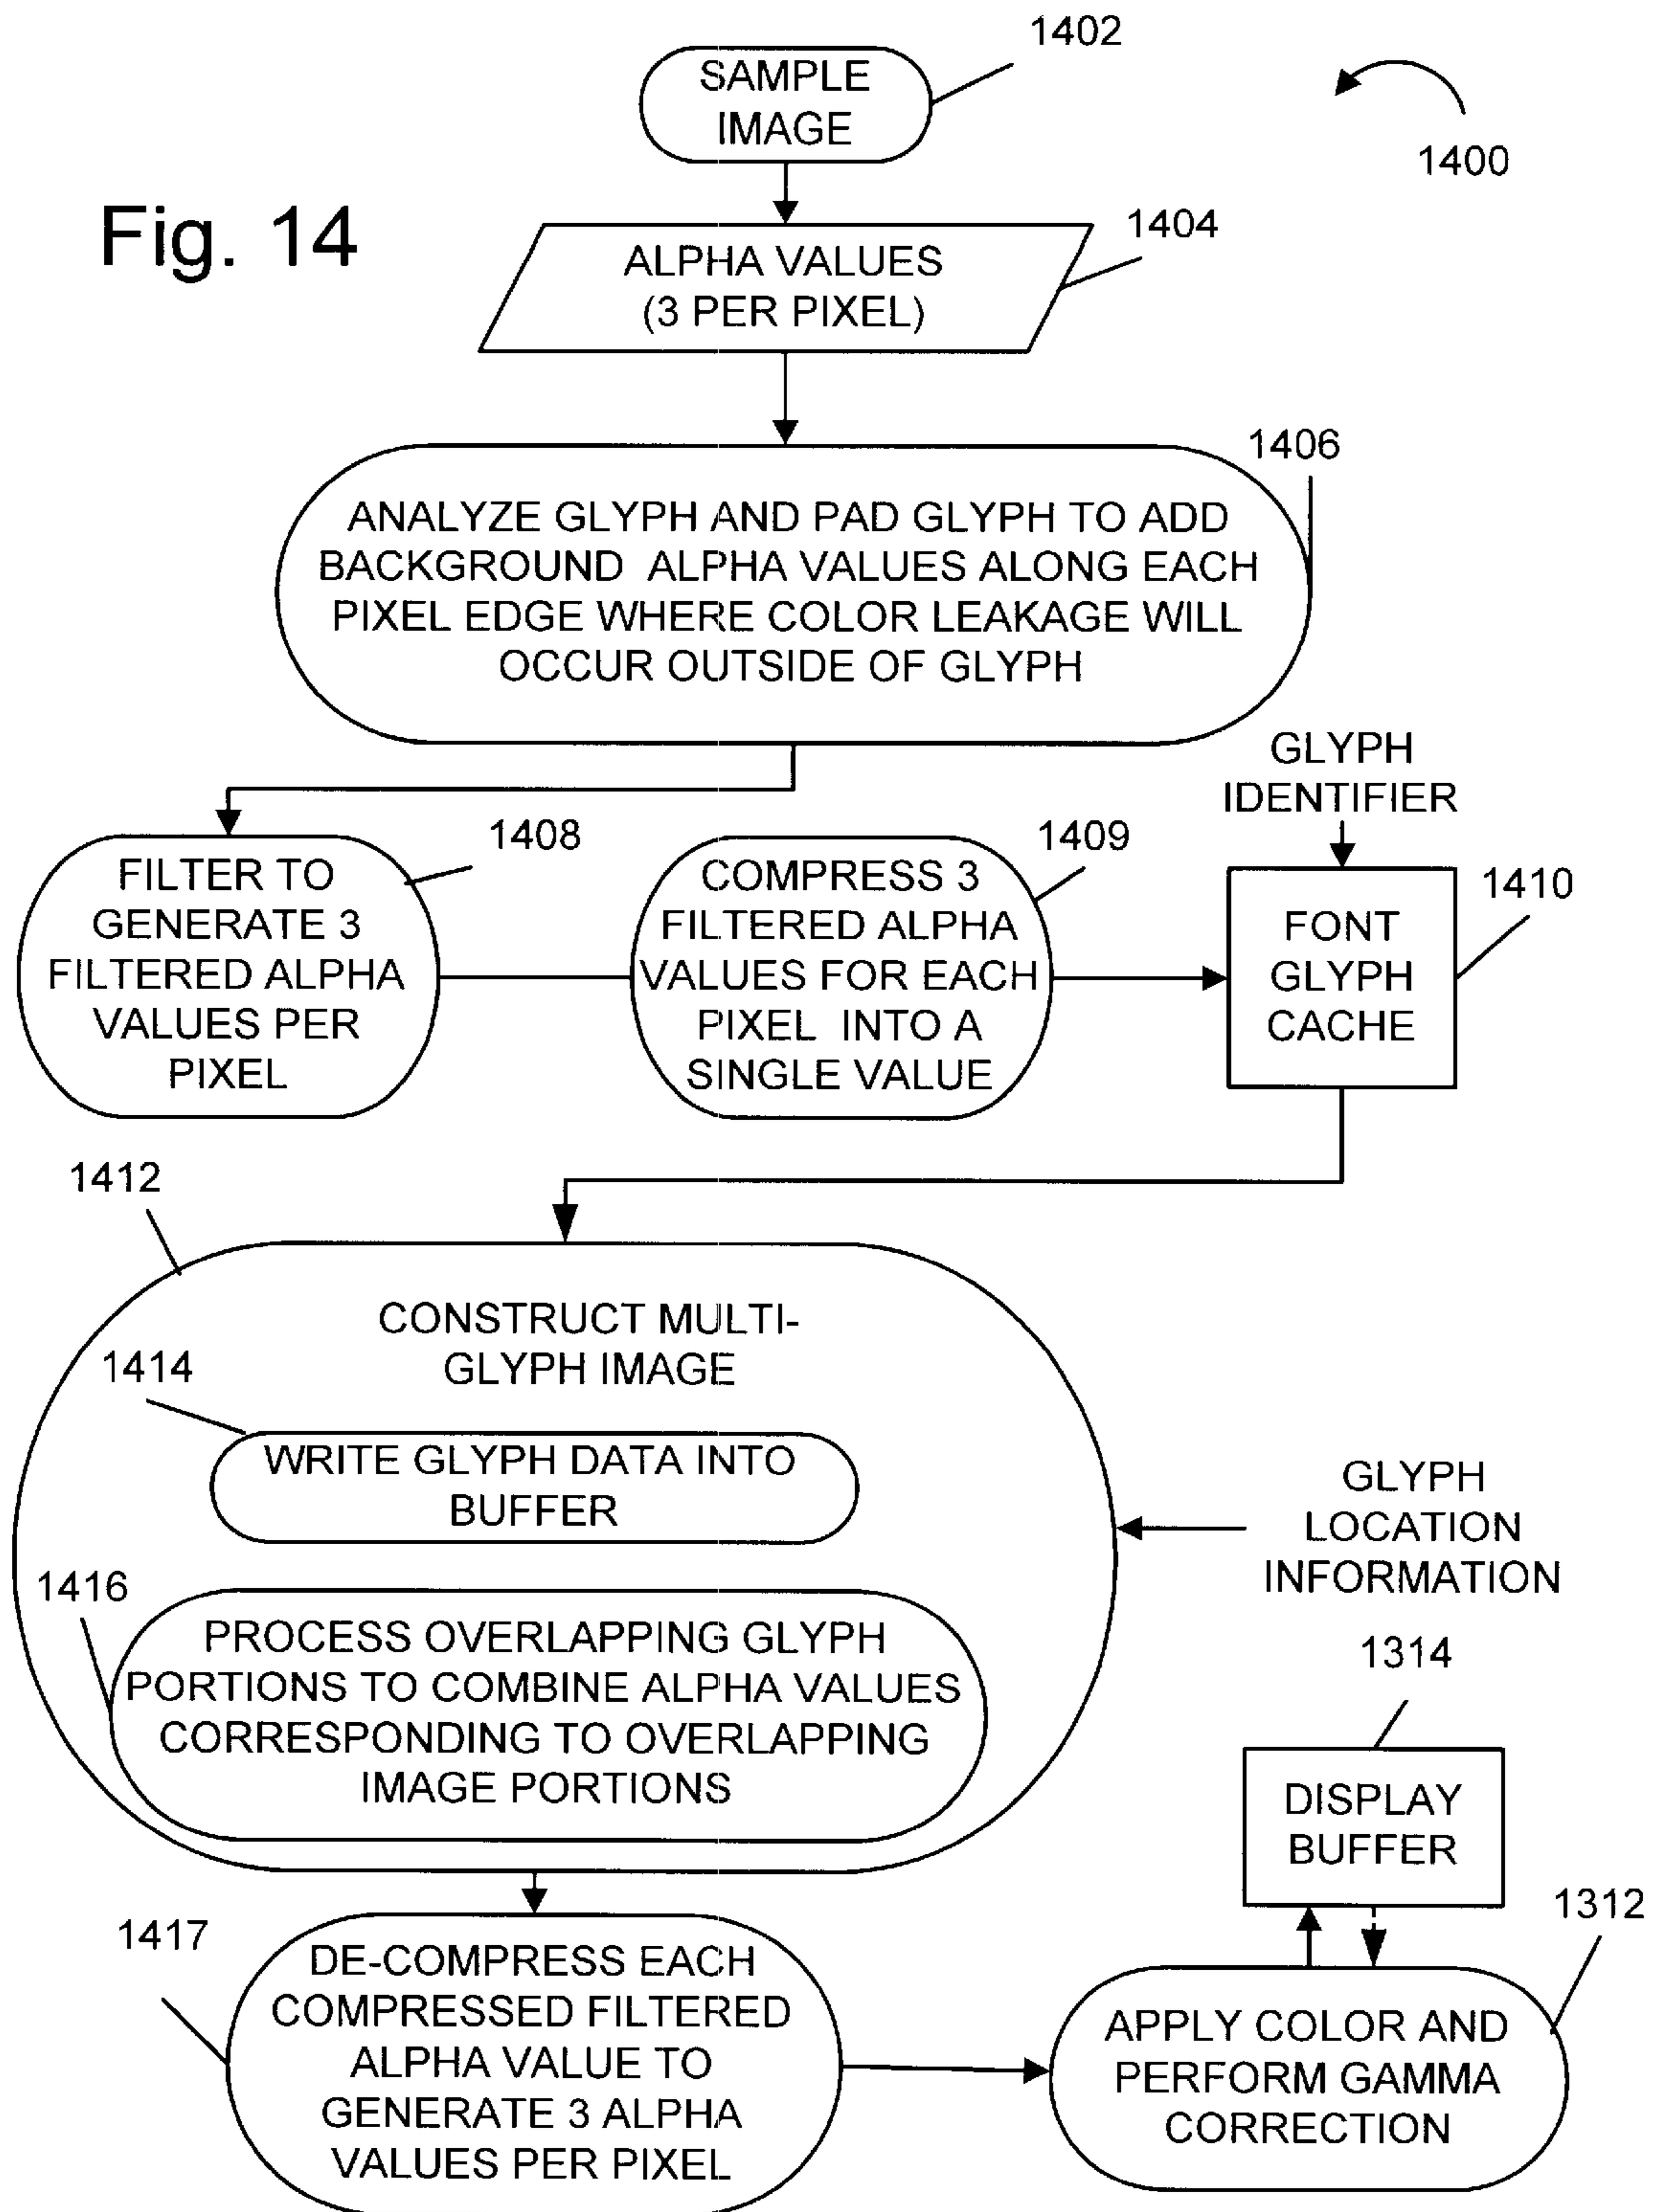 1402
SAMPLE
IMAGE
1400
Fig. 14
1404
ALPHA VALUES
(3 PER PIXEL)
1406
ANALYZE GLYPH AND PAD GLYPH TO ADD
BACKGROUND ALPHA VALUES ALONG EACH
PIXEL EDGE WHERE COLOR LEAKAGE WILL
OCCUR OUTSIDE OF GLYPH
GLYPH
IDENTIFIER
1408
FILTER TO
GENERATE 3
FILTERED ALPHA
VALUES PER
PIXEL
1409
COMPRESS 3
FILTERED ALPHA
VALUES FOR EACH
PIXEL INTO A
SINGLE VALUE
1410
FONT
GLYPH
CACHE
1412
CONSTRUCT MULTI-
GLYPH IMAGE
1414
WRITE GLYPH DATA INTO
BUFFER
GLYPH
LOCATION
INFORMATION
1416
PROCESS OVERLAPPING GLYPH
PORTIONS TO COMBINE ALPHA VALUES
CORRESPONDING TO OVERLAPPING
IMAGE PORTIONS
1314
DISPLAY
BUFFER
1417
DE-COMPRESS EACH
COMPRESSED FILTERED
ALPHA VALUE TO
GENERATE 3 ALPHA
VALUES PER PIXEL
1312
APPLY COLOR AND
PERFORM GAMMA
CORRECTION